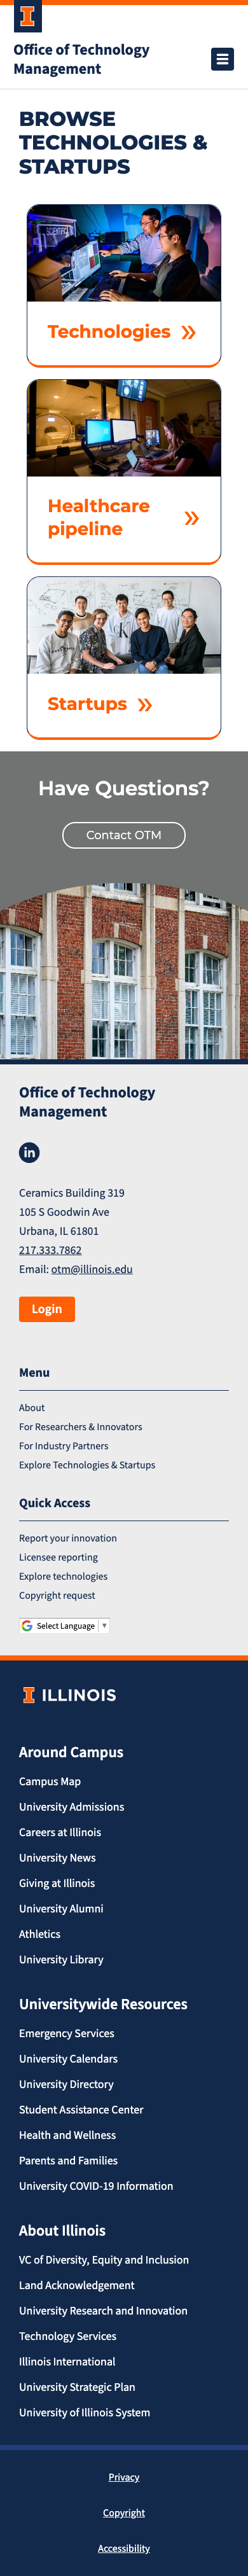 Office of Technology
Management
BROWSE
TECHNOLOGIES &
STARTUPS
Technologies »
Healthcare
pipeline »
Startups »
Have Questions?
Contact OTM
Office of Technology
Management
in
Ceramics Building 319
105 S Goodwin Ave
Urbana, IL 61801
217.333.7862
Email: otm@illinois.edu
Login
Menu
About
For Researchers & Innovators
For Industry Partners
Explore Technologies & Startups
Quick Access
Report your innovation
Licensee reporting
Explore technologies
Copyright request
G Select Language ▼
I ILLINOIS
Around Campus
Campus Map
University Admissions
Careers at Illinois
University News
Giving at Illinois
University Alumni
Athletics
University Library
Universitywide Resources
Emergency Services
University Calendars
University Directory
Student Assistance Center
Health and Wellness
Parents and Families
University COVID-19 Information
About Illinois
VC of Diversity, Equity and Inclusion
Land Acknowledgement
University Research and Innovation
Technology Services
Illinois International
University Strategic Plan
University of Illinois System
Privacy
Copyright
Accessibility